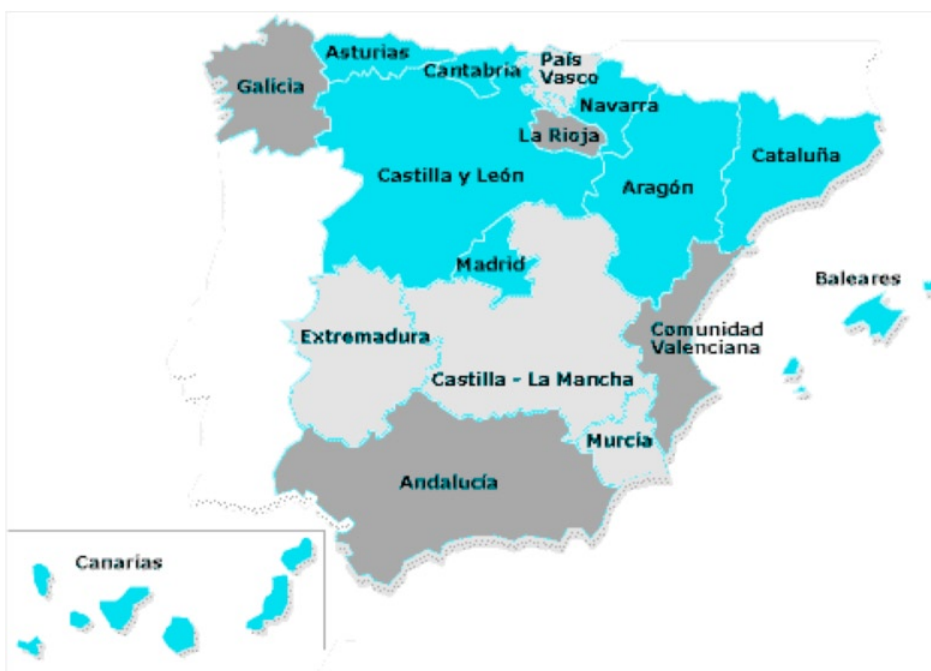 Asturias
Cantabria
País
Vasco
Galicia
Navarra
La Rioja
Cataluña
Castilla y León
Aragón
Madrid
Baleares
Extremadura
Comunidad
Valenciana
Castilla - La Mancha
Murcia
Andalucía
Canarias